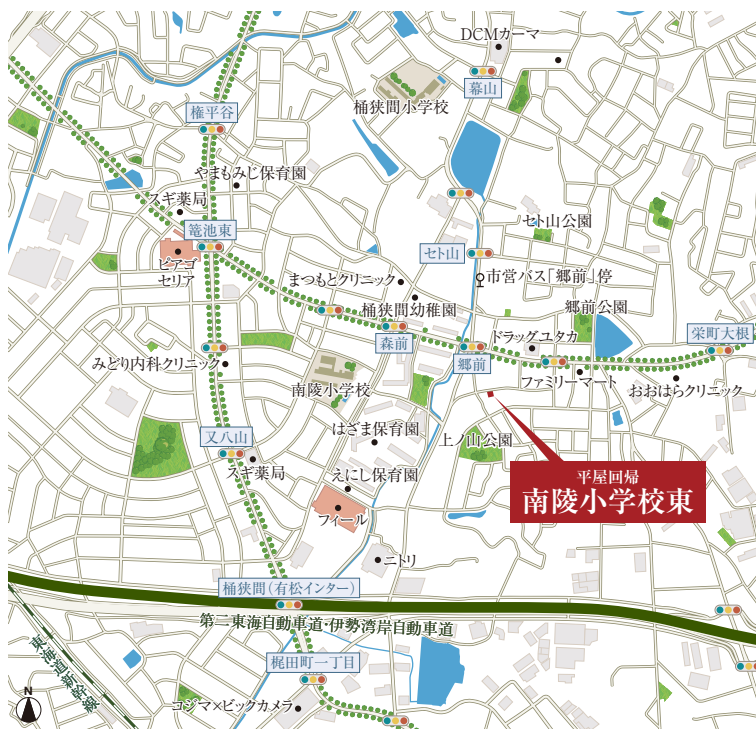 DCMカーマ
幕山
桶狭間小学校
権平谷
やまもみじ保育園
スギ薬局
セト山公園
篭池東
ピアゴ
セリア
セト山
市営バス「郷前」停
まつもとクリニック
桶狭間幼稚園
郷前公園
森前
郷前
ドラッグユタカ
栄町大根
みどり内科クリニック
南陵小学校
ファミリーマート
おおはらクリニック
はざま保育園
上ノ山公園
又八山
スギ薬局
えにし保育園
平屋回帰
南陵小学校東
フィール
ニトリ
桶狭間(有松インター)
第二東海自動車道・伊勢湾岸自動車道
東海道新幹線
梶田町一丁目
コジマ×ビックカメラ
N